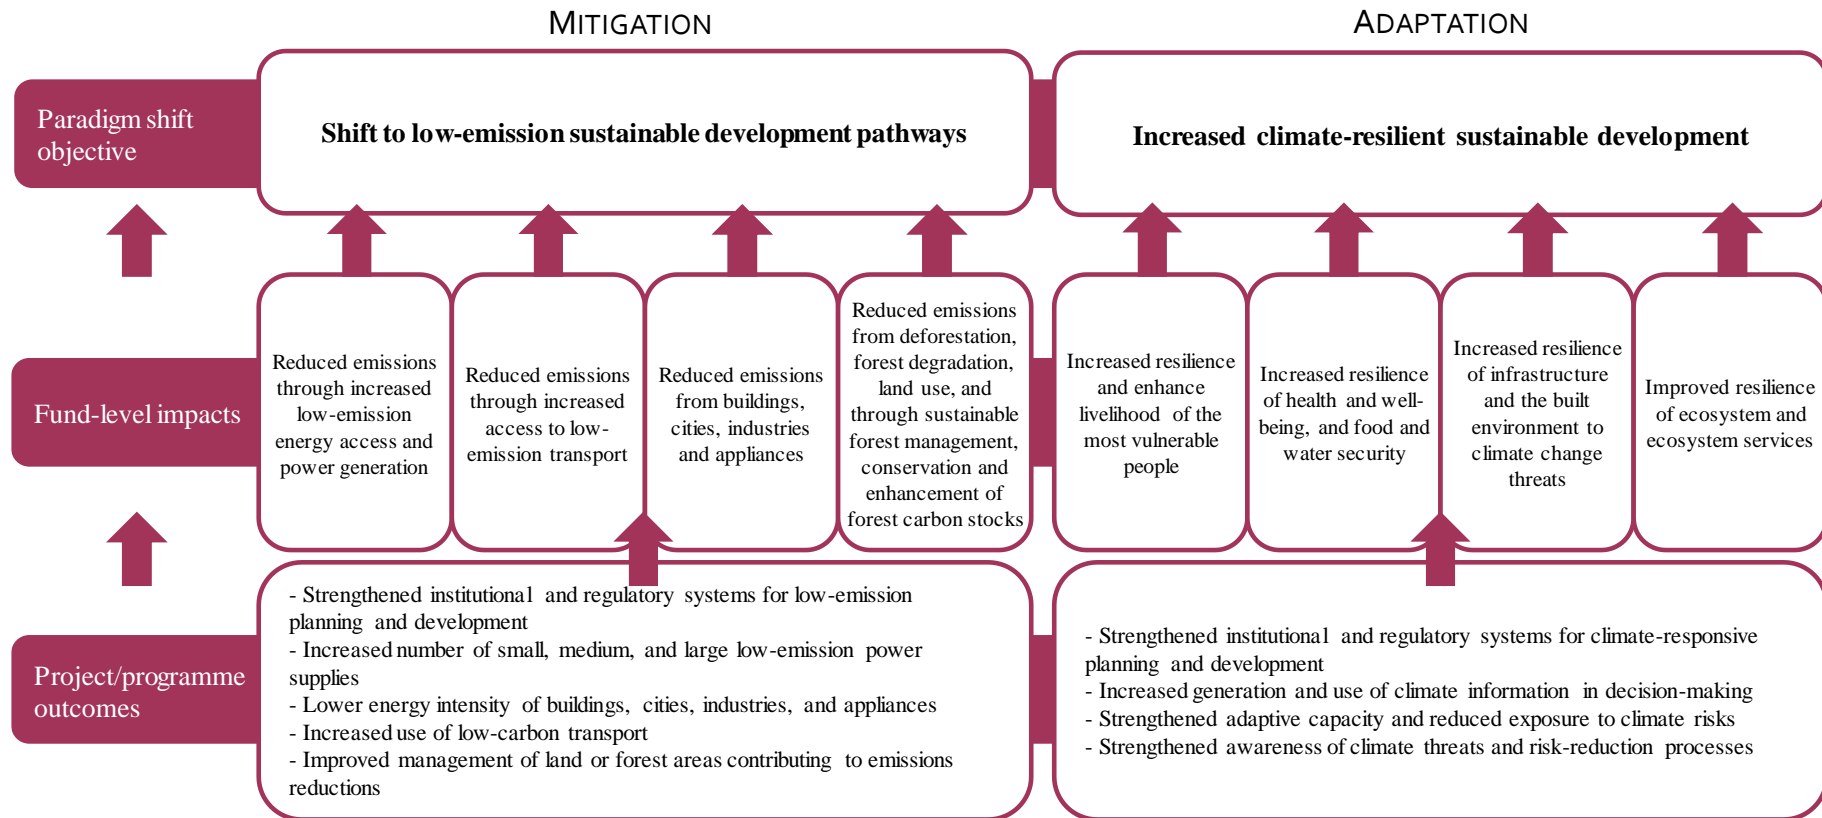 MITIGATION
ADAPTATION
Paradigm shift
objective
Shift to low-emission sustainable development pathways
Increased climate-resilient sustainable development
Fund-level impacts
Reduced emissions
through increased
low-emission
energy access and
power generation
Reduced emissions
through increased
access to low-
emission transport
Reduced emissions
from buildings,
cities, industries
and appliances
Reduced emissions
from deforestation,
forest degradation,
land use, and
through sustainable
forest management,
conservation and
enhancement of
forest carbon stocks
Increased resilience
and enhance
livelihood of the
most vulnerable
people
Increased resilience
of health and well-
being, and food and
water security
Increased resilience
of infrastructure
and the built
environment to
climate change
threats
Improved resilience
of ecosystem and
ecosystem services
Project/programme
outcomes
- Strengthened institutional and regulatory systems for low-emission
planning and development
- Increased number of small, medium, and large low-emission power
supplies
- Lower energy intensity of buildings, cities, industries, and appliances
- Increased use of low-carbon transport
- Improved management of land or forest areas contributing to emissions
reductions
- Strengthened institutional and regulatory systems for climate-responsive
planning and development
- Increased generation and use of climate information in decision-making
- Strengthened adaptive capacity and reduced exposure to climate risks
- Strengthened awareness of climate threats and risk-reduction processes